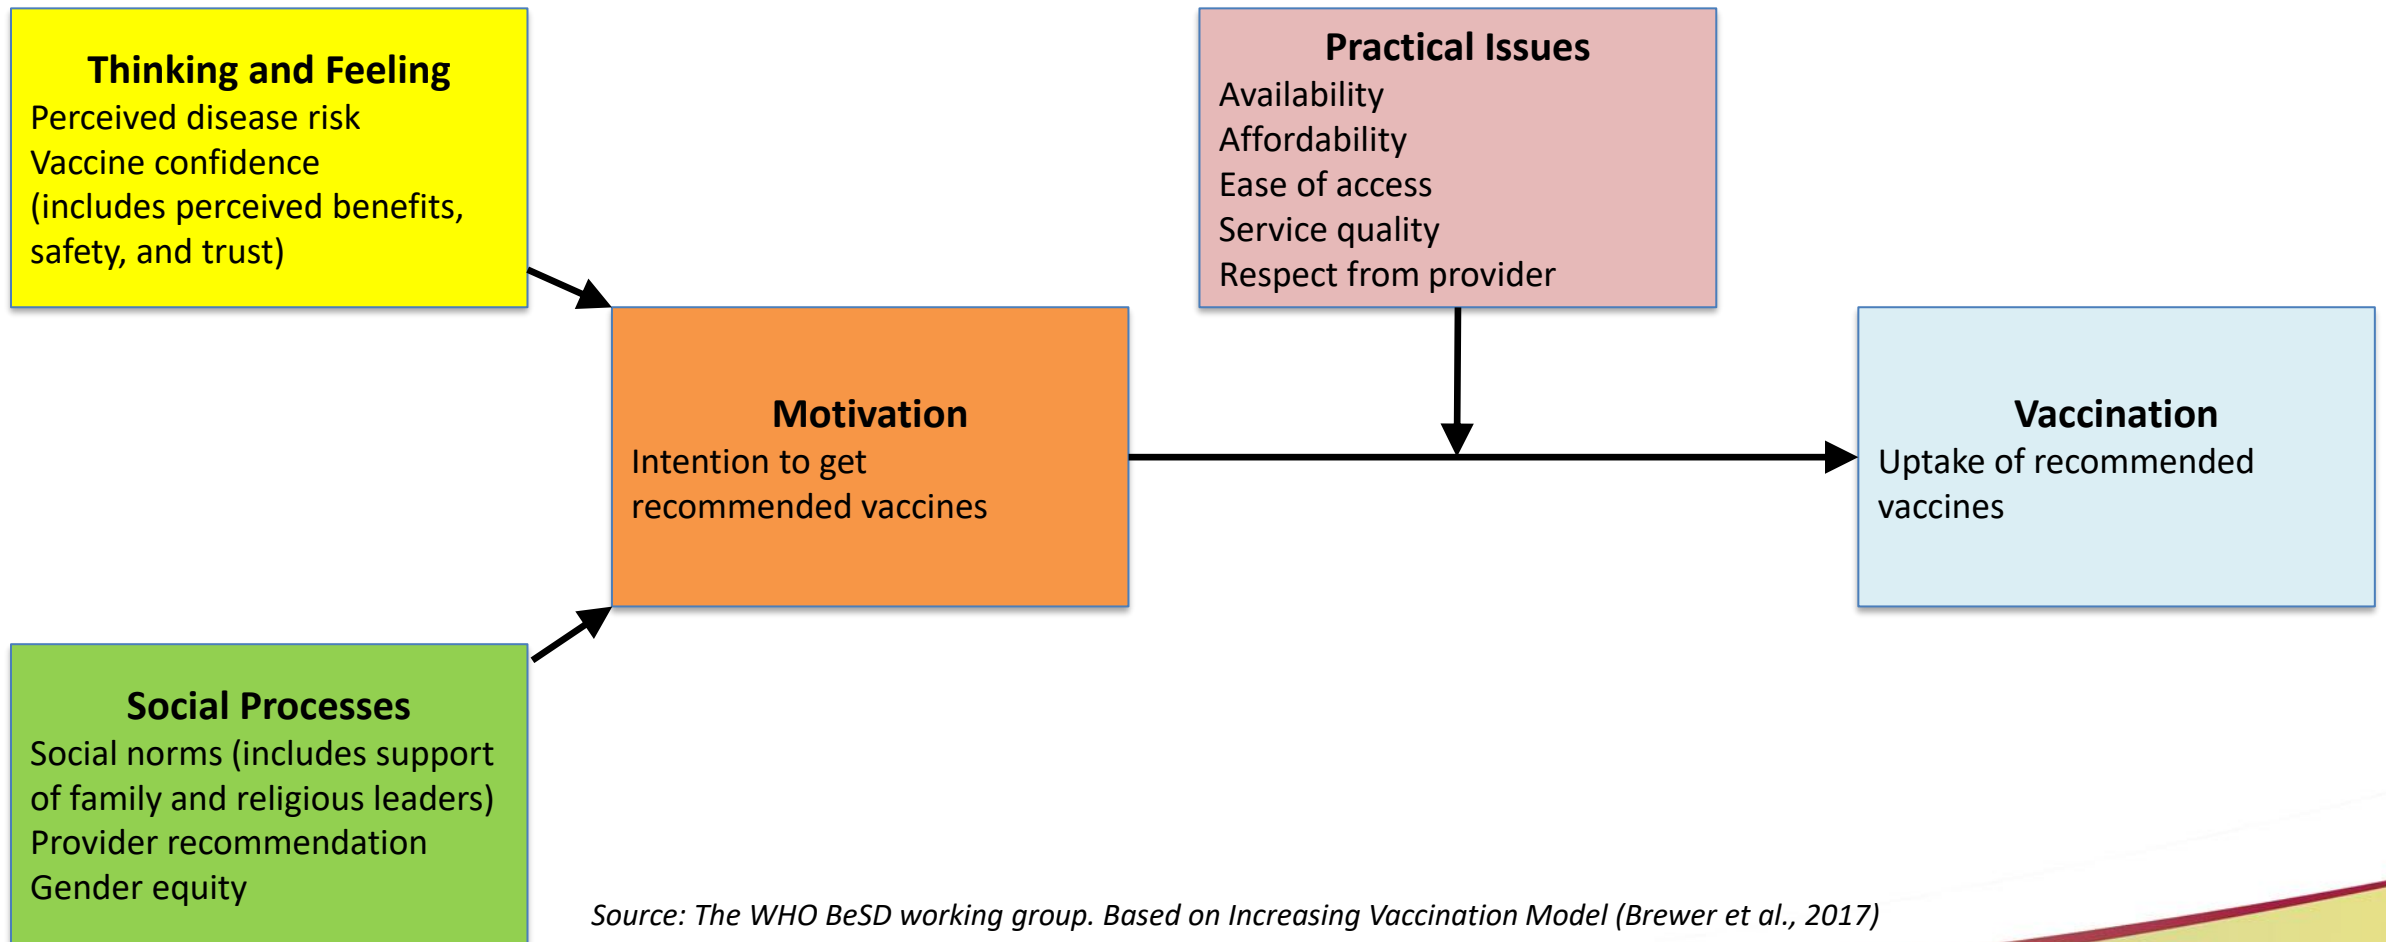 Thinking and Feeling
Perceived disease risk
Vaccine confidence
(includes perceived benefits,
safety, and trust)
Practical Issues
Availability
Affordability
Ease of access
Service quality
Respect from provider
Motivation
Intention to get
recommended vaccines
Vaccination
Uptake of recommended
vaccines
Social Processes
Social norms (includes support
of family and religious leaders)
Provider recommendation
Gender equity
Source: The WHO BeSD working group. Based on Increasing Vaccination Model (Brewer et al., 2017)